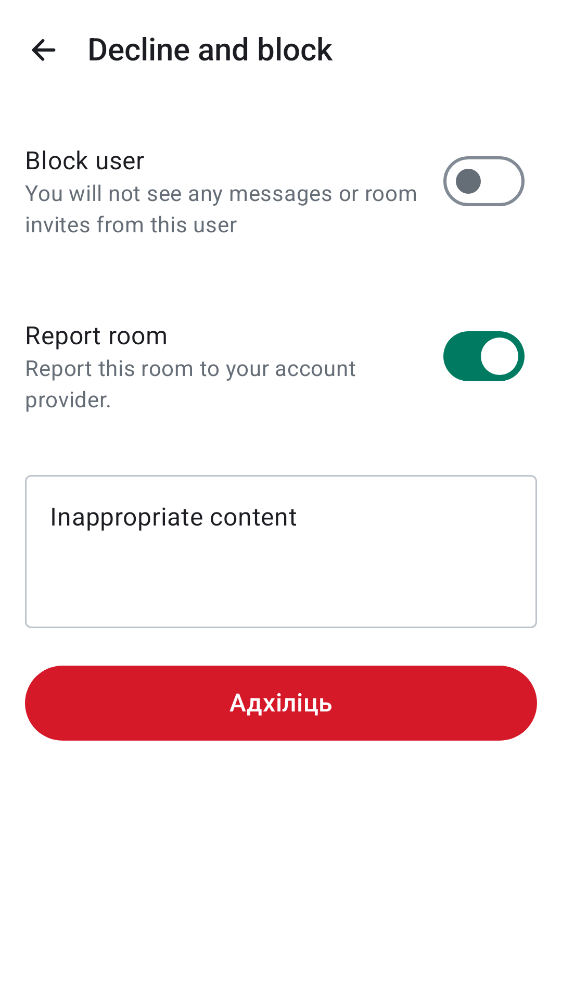 Decline and block
Block user
You will not see any messages or room
invites from this user
Report room
Report this room to your account
provider.
Inappropriate content
Адхіліць